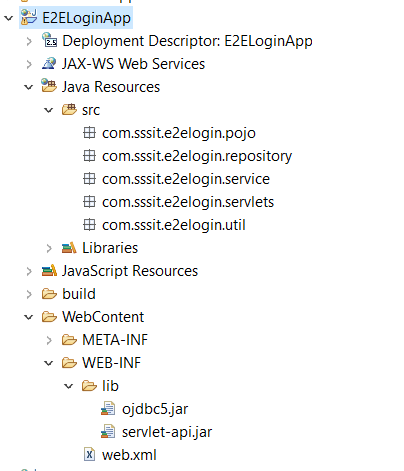 E2ELoginApp
Deployment Descriptor: E2ELoginApp
JAX-WS Web Services
Java Resources
src
com.sssit.e2elogin.pojo
com.sssit.e2elogin.repository
com.sssit.e2elogin.service
com.sssit.e2elogin.servlets
com.sssit.e2elogin.util
Libraries
JavaScript Resources
build
WebContent
META-INF
WEB-INF
lib
ojdbc5.jar
servlet-api.jar
web.xml